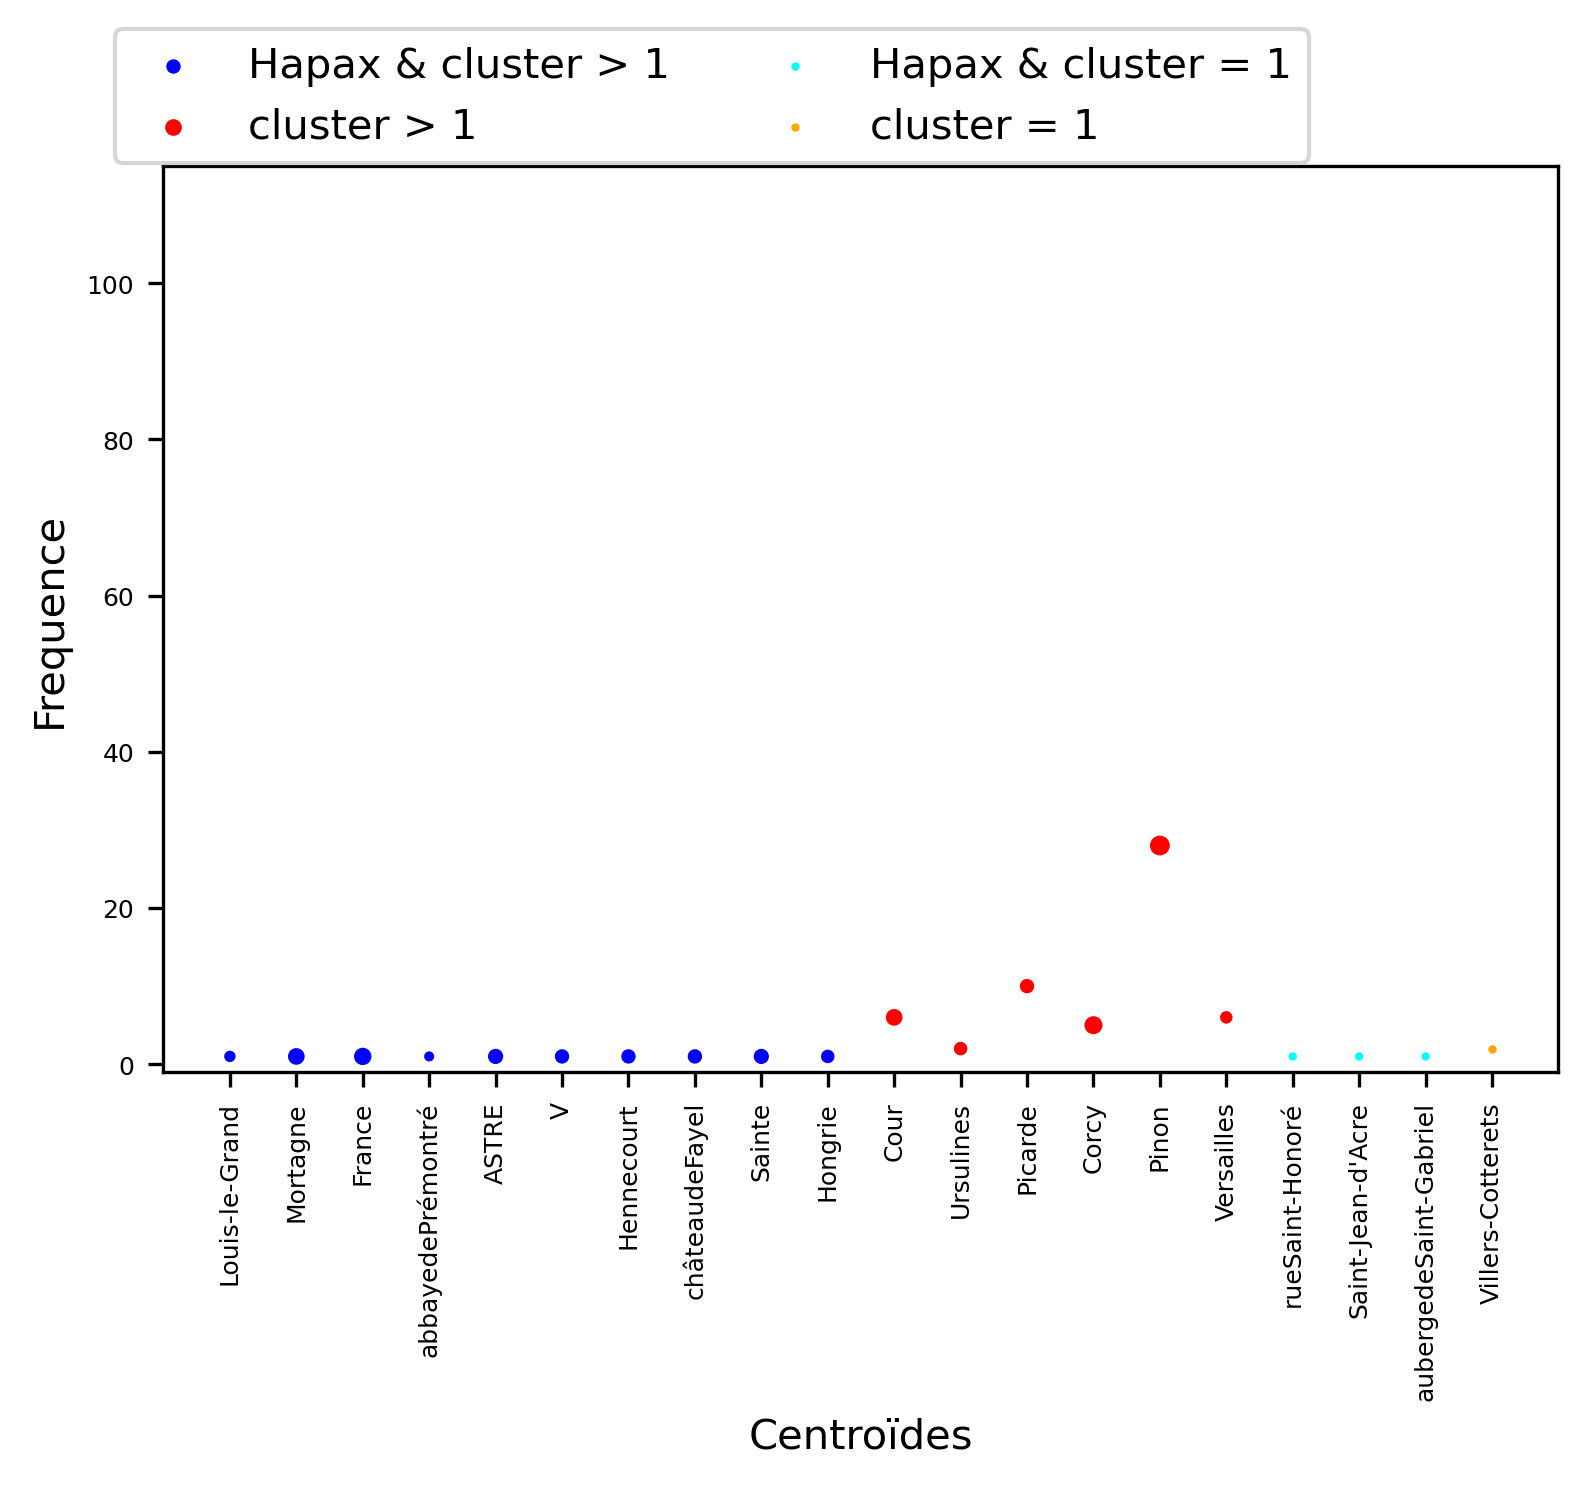 Hapax & cluster > 1
cluster > 1
Hapax & cluster = 1
cluster = 1
Frequence
100
80
60
40
20
0
Louis-le-Grand
Mortagne
France
abbayedePrémontré
ASTRE
V
Hennecourt
châteaudeFayel
Sainte
Hongrie
Cour
Ursulines
Picarde
Corcy
Pinon
Versailles
rueSaint-Honoré
Saint-Jean-d'Acre
aubergedeSaint-Gabriel
Villers-Cotterets
Centroïdes